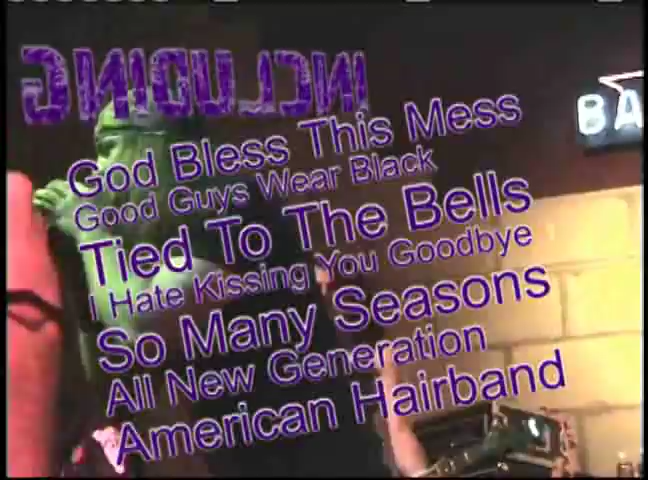 INCLUDING
God Bless This Mess
Good Guys Wear Black
Tied To The Bells
I Hate Kissing You Goodbye
So Many Seasons
All New Generation
American Hairband
BA